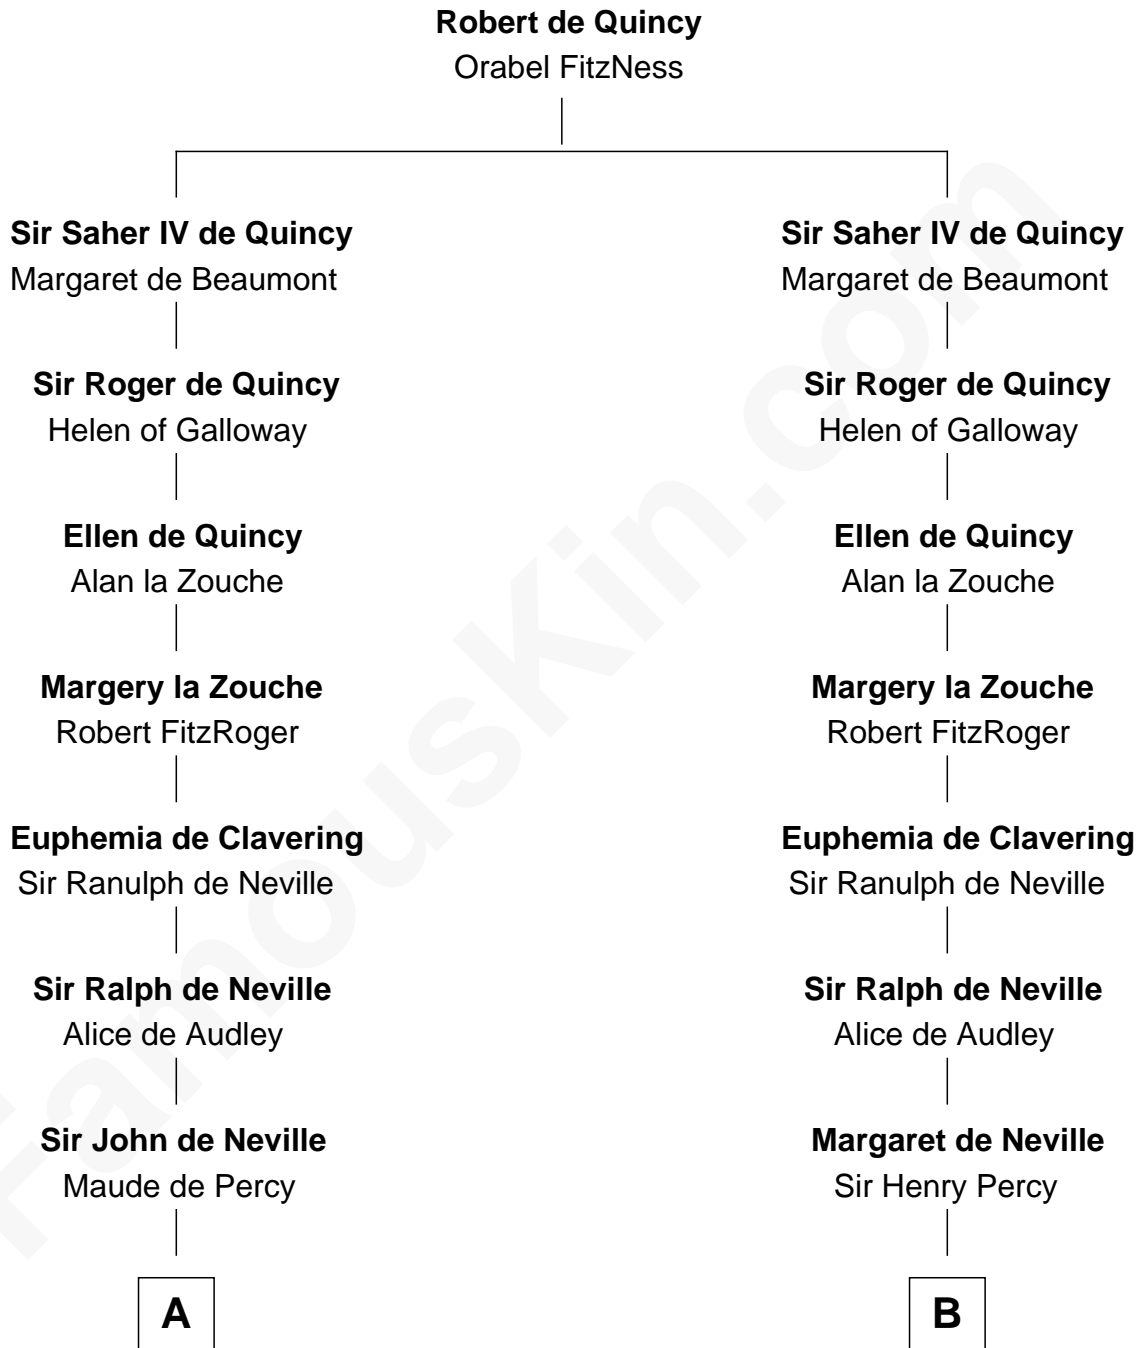 Robert de Quincy
Orabel FitzNess
Sir Saher IV de Quincy
Margaret de Beaumont
Sir Saher IV de Quincy
Margaret de Beaumont
Sir Roger de Quincy
Helen of Galloway
Sir Roger de Quincy
Helen of Galloway
Ellen de Quincy
Alan la Zouche
Ellen de Quincy
Alan la Zouche
Margery la Zouche
Robert FitzRoger
Margery la Zouche
Robert FitzRoger
Euphemia de Clavering
Sir Ranulph de Neville
Euphemia de Clavering
Sir Ranulph de Neville
Sir Ralph de Neville
Alice de Audley
Sir Ralph de Neville
Alice de Audley
Sir John de Neville
Maude de Percy
Margaret de Neville
Sir Henry Percy
A
B
FamousKin.com